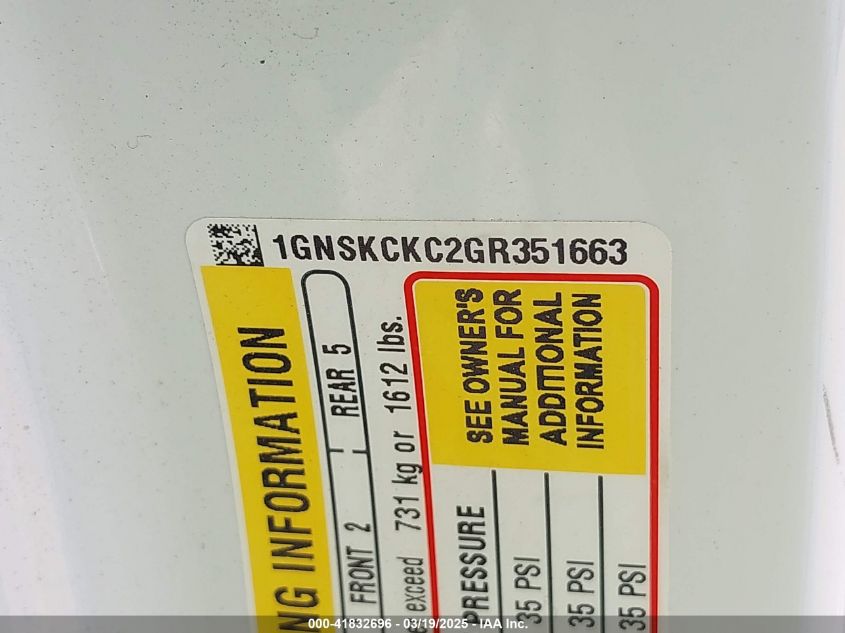 1GNSKCKC2GR351663
NG INFORMATION
FRONT 2 REAR 5
exceed 731 kg or 1612 lbs.
PRESSURE
35 PSI
35 PSI
35 PSI
SEE OWNER'S
MANUAL FOR
ADDITIONAL
INFORMATION
000-41832696 - 03/19/2025 - IAA Inc.